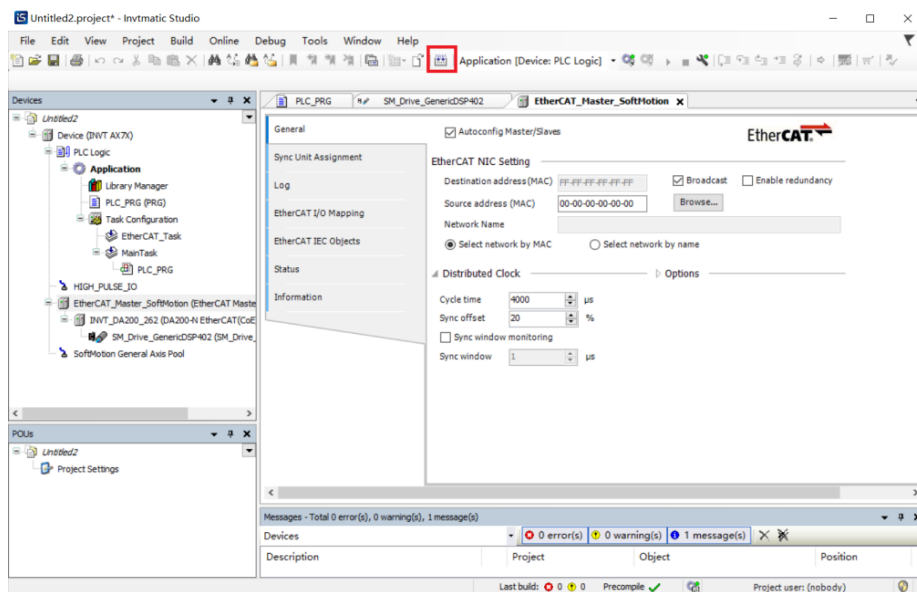 Untitled2.project* - Invtmatic Studio
File Edit View Project Build Online Debug Tools Window Help
Application [Device: PLC Logic]
Devices
Untitled2
Device (INVT AX7X)
PLC Logic
Application
Library Manager
PLC_PRG (PRG)
Task Configuration
EtherCAT_Task
MainTask
PLC_PRG
HIGH_PULSE_IO
EtherCAT_Master_SoftMotion (EtherCAT Maste
INVT_DA200_262 (DA200-N EtherCAT(CoE
SM_Drive_GenericDSP402 (SM_Drive_
SoftMotion General Axis Pool
POUs
Untitled2
Project Settings
PLC_PRG SM_Drive_GenericDSP402 EtherCAT_Master_SoftMotion
General
Sync Unit Assignment
Log
EtherCAT I/O Mapping
EtherCAT IEC Objects
Status
Information
Autoconfig Master/Slaves
EtherCAT
EtherCAT NIC Setting
Destination address (MAC) FF-FF-FF-FF-FF-FF Broadcast Enable redundancy
Source address (MAC) 00-00-00-00-00-00 Browse...
Network Name
Select network by MAC Select network by name
Distributed Clock Options
Cycle time 4000 µs
Sync offset 20 %
Sync window monitoring
Sync window 1 µs
Messages - Total 0 error(s), 0 warning(s), 1 message(s)
Devices 0 error(s) 0 warning(s) 1 message(s)
Description Project Object Position
Last build: 0 0 Precompile Project user: (nobody)